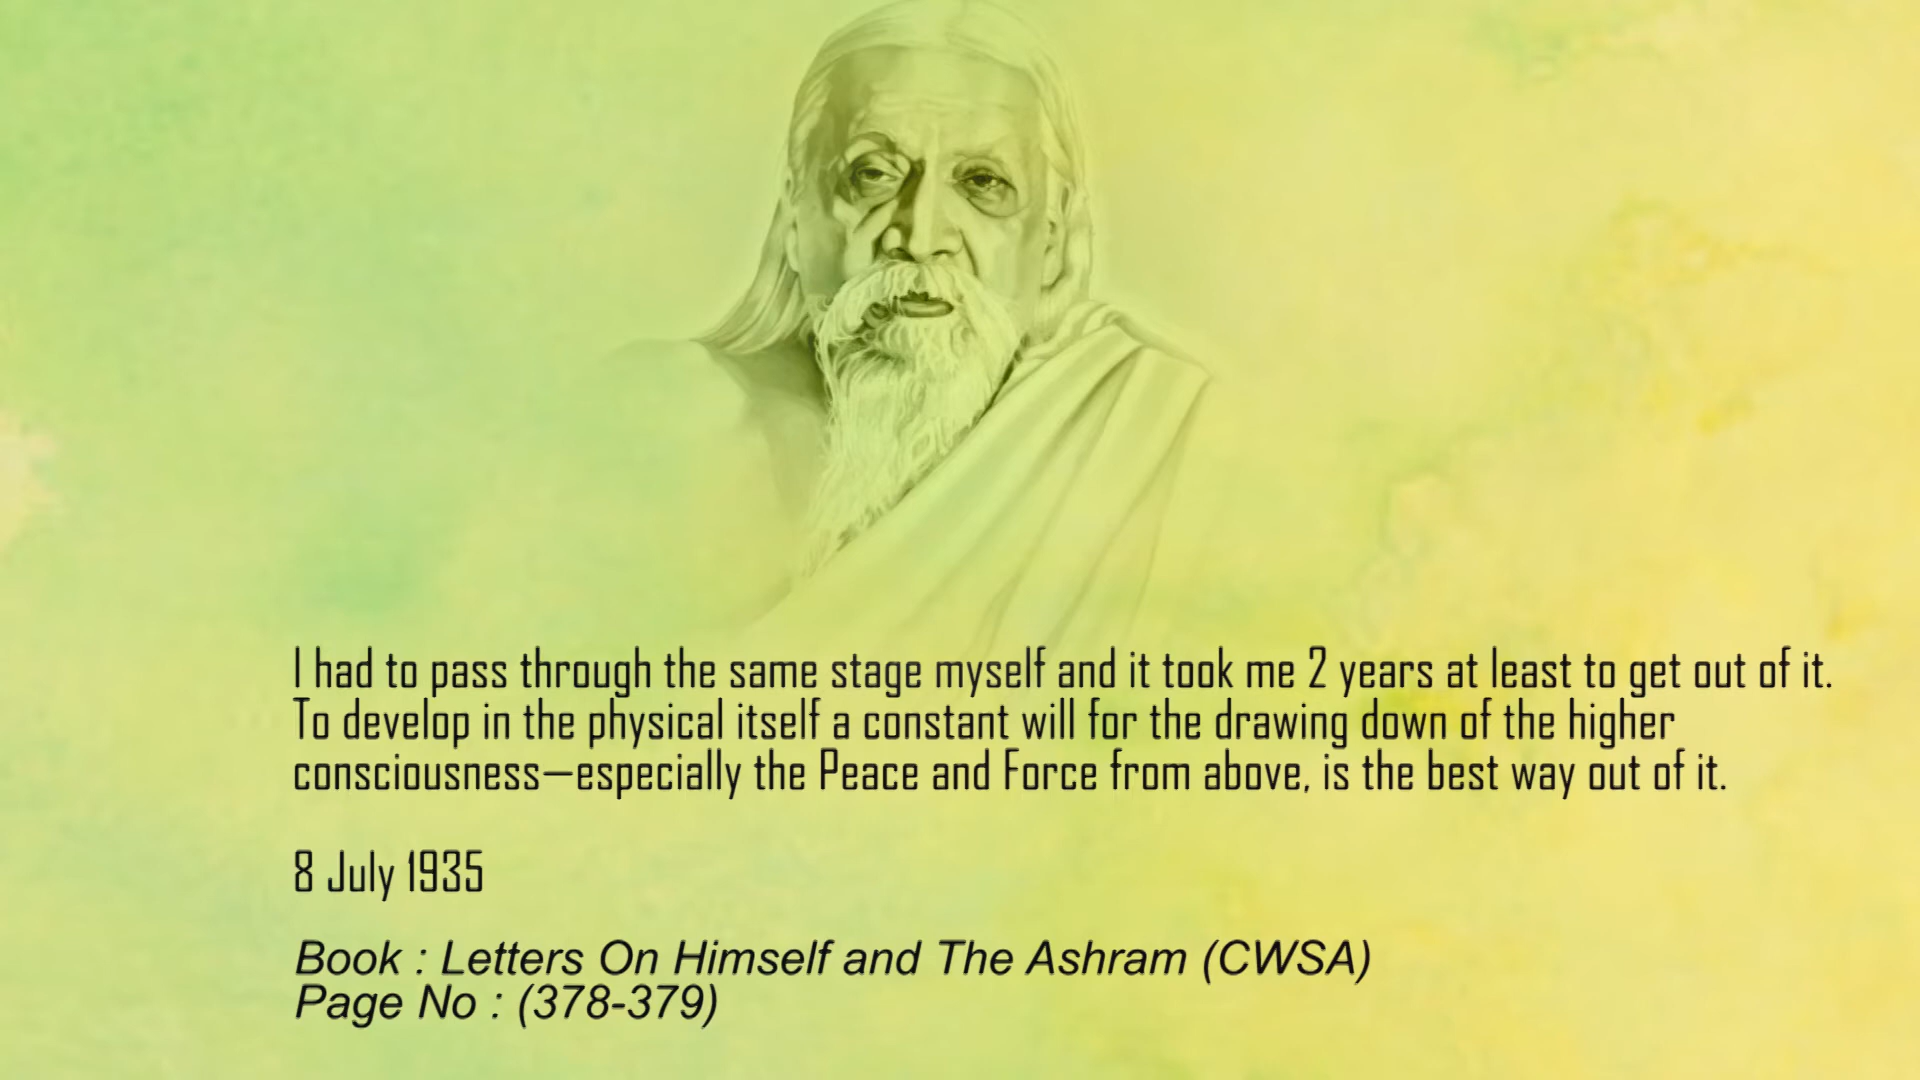 I had to pass through the same stage myself and it took me 2 years at least to get out of it.
To develop in the physical itself a constant will for the drawing down of the higher
consciousness—especially the Peace and Force from above, is the best way out of it.
8 July 1935
Book : Letters On Himself and The Ashram (CWSA)
Page No : (378-379)